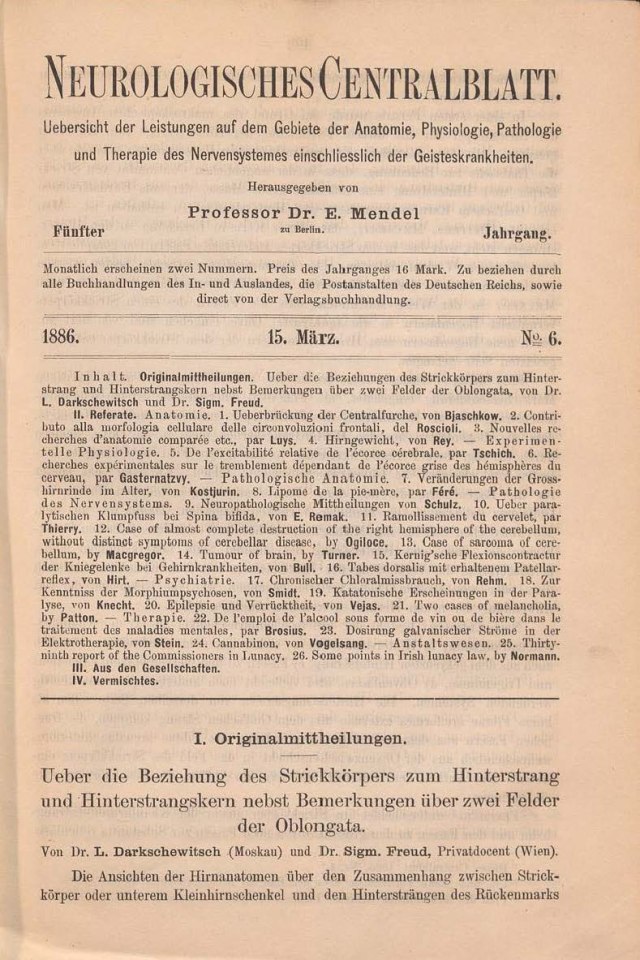 NEUROLOGISCHES CENTRALBLATT.
Uebersicht der Leistungen auf dem Gebiete der Anatomie, Physiologie, Pathologie
und Therapie des Nervensystemes einschliesslich der Geisteskrankheiten.
Herausgegeben von
Professor Dr. E. Mendel
Fünfter zu Berlin. Jahrgang.
Monatlich erscheinen zwei Nummern. Preis des Jahrganges 16 Mark. Zu beziehen durch
alle Buchhandlungen des In- und Auslandes, die Postanstalten des Deutschen Reichs, sowie
direct von der Verlagsbuchhandlung.
1886. 15. März. No. 6.
Inhalt. Originalmittheilungen. Ueber die Beziehungen des Strickkörpers zum Hinter-
strang und Hinterstrangskern nebst Bemerkungen über zwei Felder der Oblongata, von Dr.
L. Darkschewitsch und Dr. Sigm. Freud.
II. Referate. Anatomie. 1. Ueberbrückung der Centralfurche, von Bjaschkow. 2. Contri-
buto alla morfologia cellulare delle circonvoluzioni frontali, del Roscioli. 3. Nouvelles re-
cherches d'anatomie comparée etc., par Luys. 4. Hirngewicht, von Rey. — Experimen-
telle Physiologie. 5. De l'excitabilité relative de l'écorce cérébrale, par Tschich. 6. Re-
cherches expérimentales sur le tremblement dépendant de l'écorce grise des hémisphères du
cerveau, par Gasternatzvy. — Pathologische Anatomie. 7. Veränderungen der Gross-
hirnrinde im Alter, von Kostjurin. 8. Lipome de la pie-mère, par Féré. — Pathologie
des Nervensystems. 9. Neuropathologische Mittheilungen von Schulz. 10. Ueber para-
lytischen Klumpfuss bei Spina bifida, von E. Remak. 11. Ramollissement du cervelet, par
Thierry. 12. Case of almost complete destruction of the right hemisphere of the cerebellum,
without distinct symptoms of cerebellar disease, by Ogiloce. 13. Case of sarcoma of cere-
bellum, by Macgregor. 14. Tumour of brain, by Turner. 15. Kernig'sche Flexionscontractur
der Kniegelenke bei Gehirnkrankheiten, von Bull. 16. Tabes dorsalis mit erhaltenem Patellar-
reflex, von Hirt. — Psychiatrie. 17. Chronischer Chloralmissbrauch, von Rehm. 18. Zur
Kenntniss der Morphiumpsychosen, von Smidt. 19. Katatonische Erscheinungen in der Para-
lyse, von Knecht. 20. Epilepsie und Verrücktheit, von Vejas. 21. Two cases of melancholia,
by Patton. — Therapie. 22. De l'emploi de l'alcool sous forme de vin ou de bière dans le
traitement des maladies mentales, par Brosius. 23. Dosirung galvanischer Ströme in der
Elektrotherapie, von Stein. 24. Cannabinon, von Vogelsang. — Anstaltswesen. 25. Thirty-
ninth report of the Commissioners in Lunacy. 26. Some points in Irish lunacy law, by Normann.
III. Aus den Gesellschaften.
IV. Vermischtes.
I. Originalmittheilungen.
Ueber die Beziehung des Strickkörpers zum Hinterstrang
und Hinterstrangskern nebst Bemerkungen über zwei Felder
der Oblongata.
Von Dr. L. Darkschewitsch (Moskau) und Dr. Sigm. Freud, Privatdocent (Wien).
Die Ansichten der Hirnanatomen über den Zusammenhang zwischen Strick-
körper oder unterem Kleinhirnschenkel und den Hintersträngen des Rückenmarks